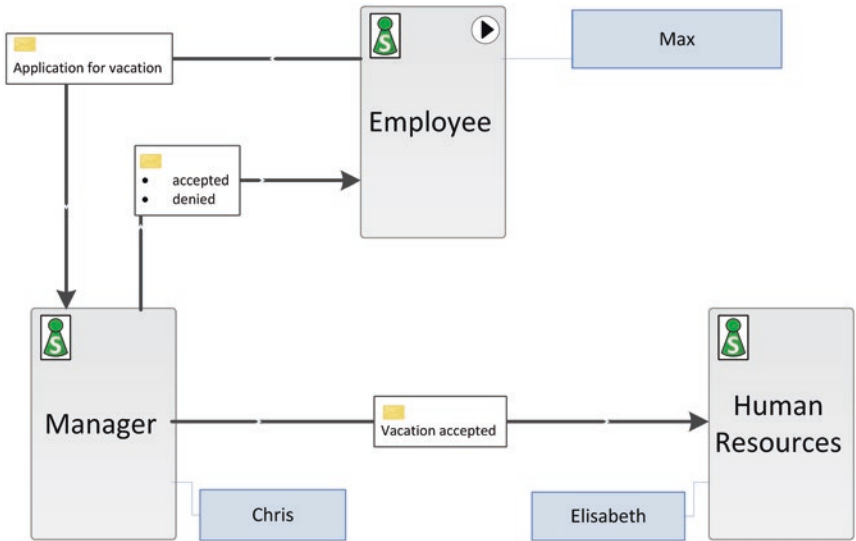 S
Employee
Max
Application for vacation
• accepted
• denied
S
Manager
Chris
Vacation accepted
S
Human
Resources
Elisabeth